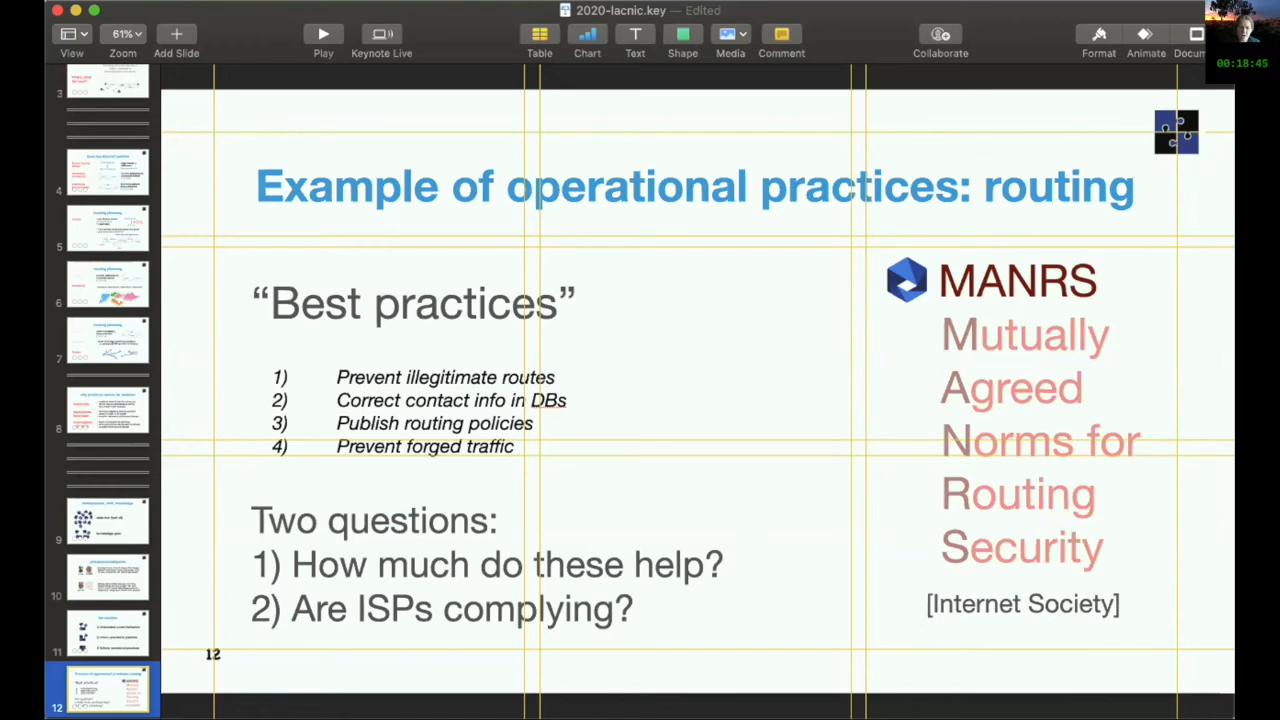 2020-lacnic.key — Edited
61%
View
Zoom
Add Slide
Play
Keynote Live
Table
Chart
Text
Shape
Media
Comment
Collaborate
Format
Animate
Docum
00:18:45
3
4
5
6
7
8
9
10
11
12
Example of operational practices: routing
“Best practices”
1) Prevent illegitimate routes
2) Correct contact info in DBs
3) Publish routing policies
4) Prevent forged traffic
Two questions:
1) How much do these help?
2) Are ISPs complying?
12
MANRS
Mutually
Agreed
Norms for
Routing
Security
[Internet Society]